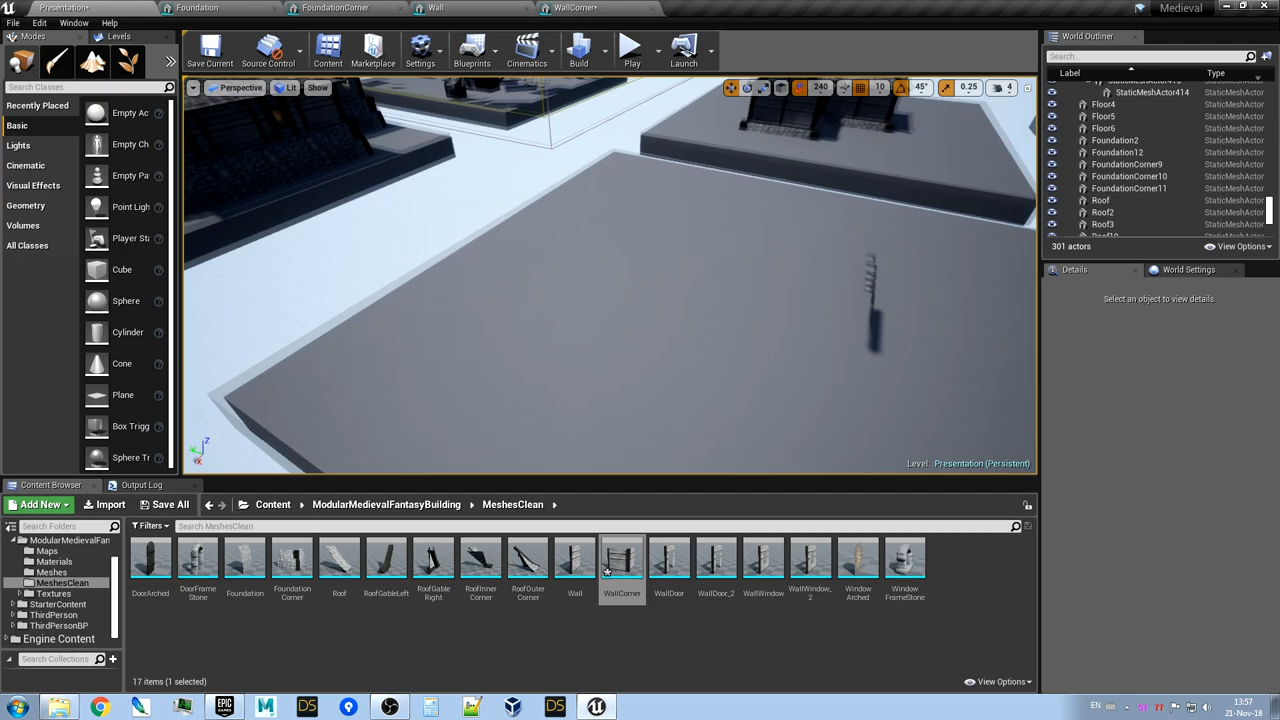 Presentation*
Foundation
FoundationCorner
Wall
WallCorner*
Medieval
File
Edit
Window
Help
Modes
Levels
Search Classes
Recently Placed
Basic
Lights
Cinematic
Visual Effects
Geometry
Volumes
All Classes
Empty Ac
Empty Ch
Empty Pa
Point Ligh
Player Sta
Cube
Sphere
Cylinder
Cone
Plane
Box Trigg
Sphere Tr
Save Current
Source Control
Content
Marketplace
Settings
Blueprints
Cinematics
Build
Play
Launch
Perspective
Lit
Show
240
10
45°
0.25
4
Level: Presentation (Persistent)
World Outliner
Search...
Label
Type
StaticMeshActor414
Floor4 StaticMeshActor
Floor5 StaticMeshActor
Floor6 StaticMeshActor
Foundation2 StaticMeshActor
Foundation12 StaticMeshActor
FoundationCorner9 StaticMeshActor
FoundationCorner10 StaticMeshActor
FoundationCorner11 StaticMeshActor
Roof StaticMeshActor
Roof2 StaticMeshActor
Roof3 StaticMeshActor
301 actors
View Options
Details
World Settings
Select an object to view details.
Content Browser
Output Log
Add New
Import
Save All
Content
ModularMedievalFantasyBuilding
MeshesClean
Search Folders
Filters
Search MeshesClean
ModularMedievalFan
Maps
Materials
Meshes
MeshesClean
Textures
StarterContent
ThirdPerson
ThirdPersonBP
Engine Content
Search Collections
DoorArched
DoorFrame
Stone
Foundation
Foundation
Corner
Roof
RoofGableLeft
RoofGable
Right
RoofInner
Corner
RoofOuter
Corner
Wall
WallCorner
WallDoor
WallDoor_2
WallWindow
WallWindow_
2
Window
Arched
Window
FrameStone
17 items (1 selected)
View Options
EPIC
GAMES
M
DS
DS
EN
57
77
13:57
21-Nov-18